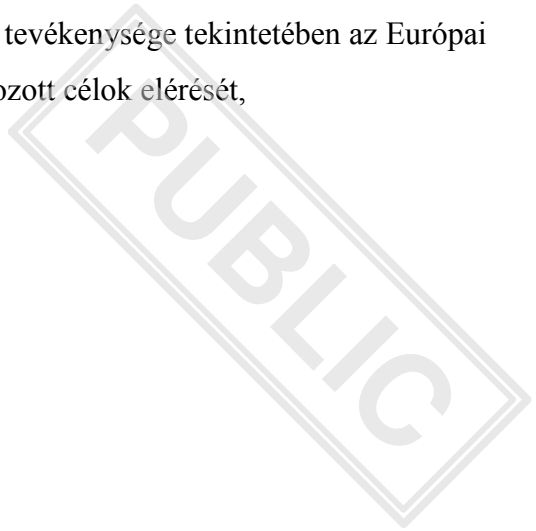 tevékenysége tekintetében az Európai
ozott célok elérését,
PUBLIC